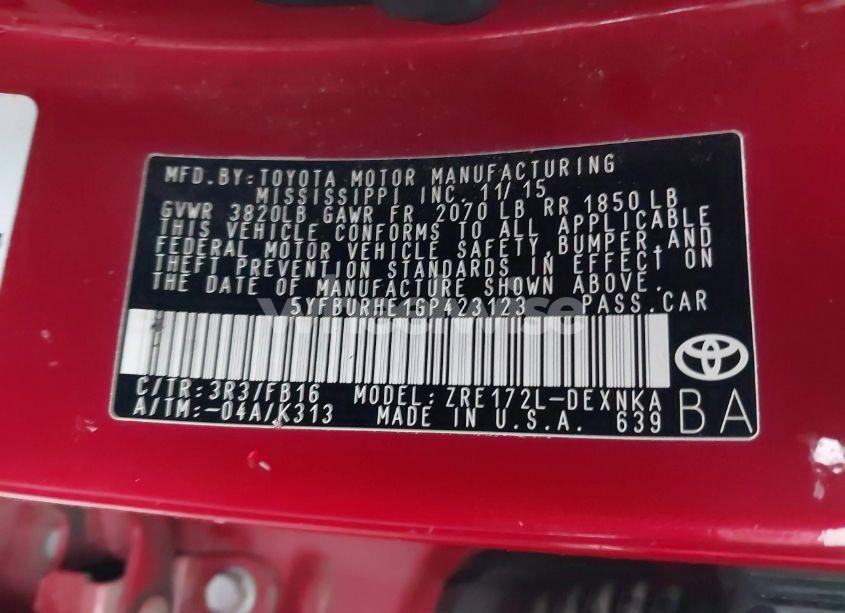 MFD.BY:TOYOTA MOTOR MANUFACTURING
MISSISSIPPI INC. 11/15
GVWR 3820LB GAWR FR 2070 LB RR 1850 LB
THIS VEHICLE CONFORMS TO ALL APPLICABLE
FEDERAL MOTOR VEHICLE SAFETY, BUMPER, AND
THEFT PREVENTION STANDARDS IN EFFECT ON
THE DATE OF MANUFACTURE SHOWN ABOVE.
5YFBURHE1GP423123 PASS.CAR
C/TR:3R3/FB16 MODEL: ZRE172L-DEXNKA
A/TM:-04A/K313 MADE IN U.S.A. 639
BA